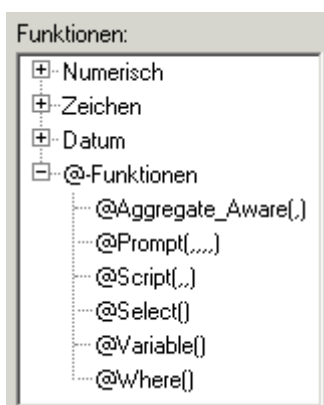 Funktionen:
Numerisch
Zeichen
Datum
@-Funktionen
@Aggregate_Aware(,)
@Prompt(,,,,)
@Script(,,)
@Select()
@Variable()
@Where()